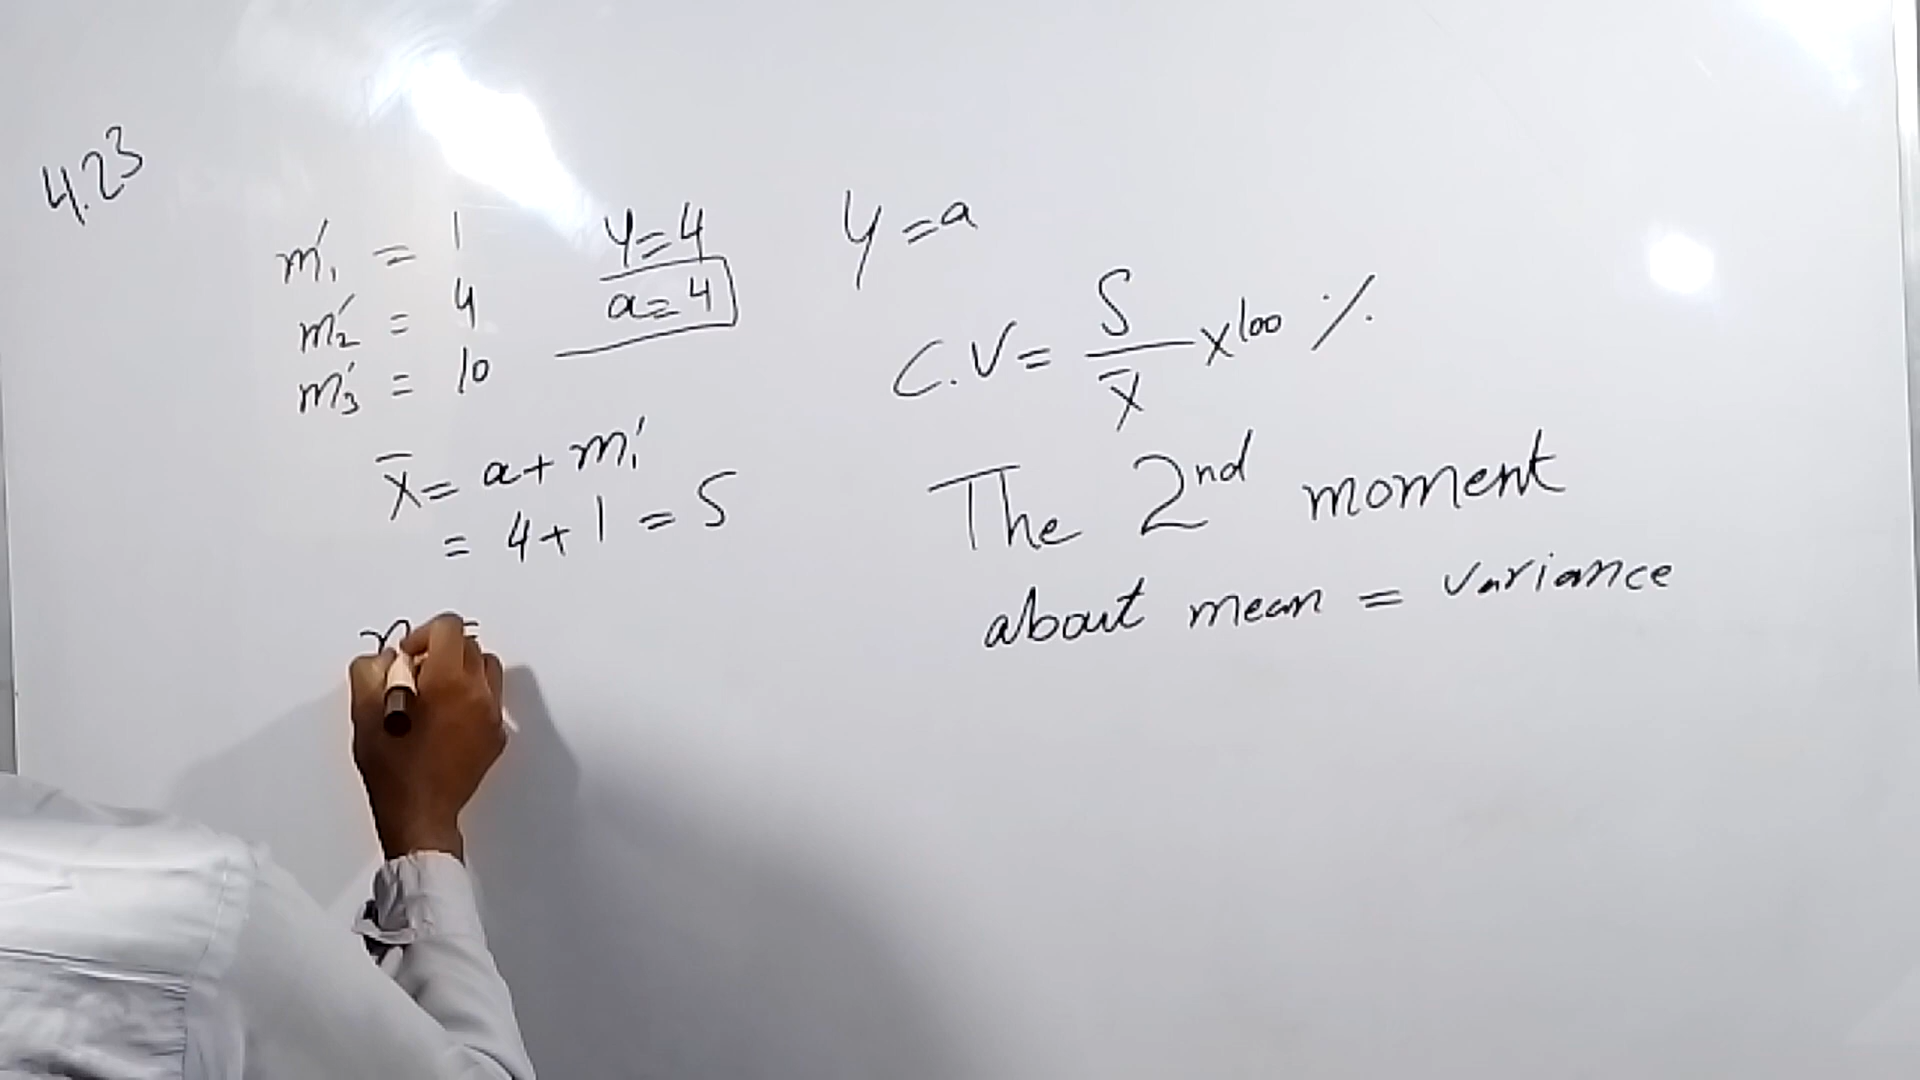 4.23
m′₁ = 1
m′₂ = 4
m′₃ = 10
y=4
a=4
X̄ = a + m′₁
= 4+1 = 5
m =
y = a
C.V = S/X̄ × 100 %
The 2nd moment
about mean = variance